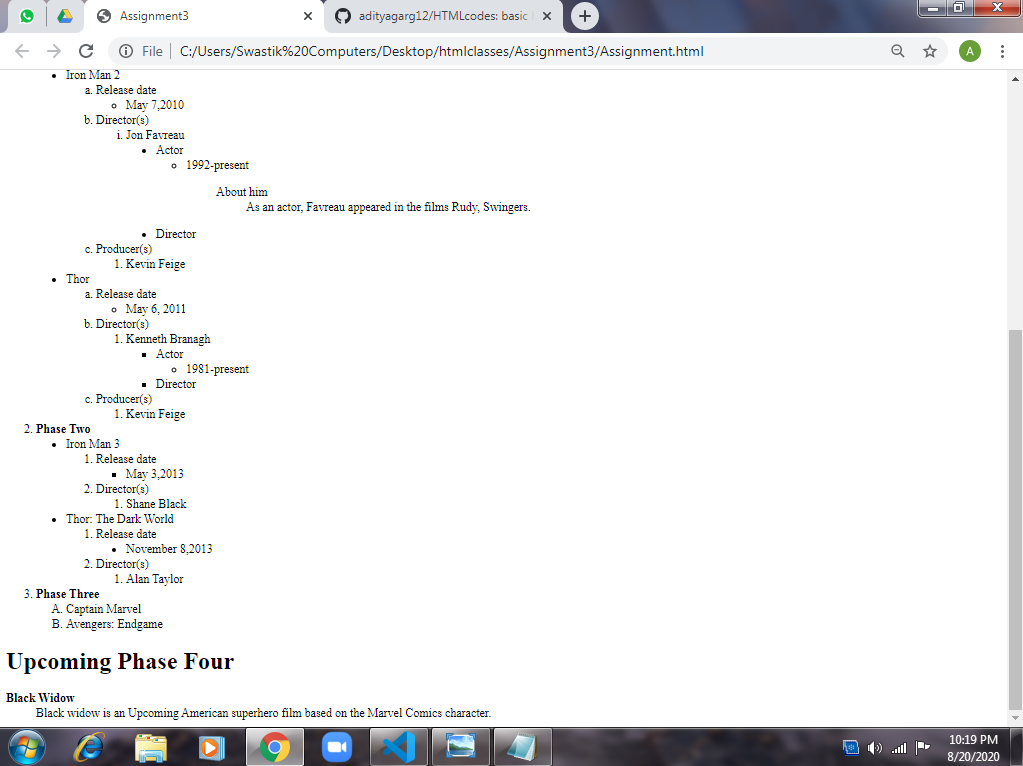 Assignment3
adityagarg12/HTMLcodes: basic
File
C:/Users/Swastik%20Computers/Desktop/htmlclasses/Assignment3/Assignment.html
A
Iron Man 2
a. Release date
May 7,2010
b. Director(s)
i. Jon Favreau
Actor
1992-present
About him
As an actor, Favreau appeared in the films Rudy, Swingers.
Director
c. Producer(s)
1. Kevin Feige
Thor
a. Release date
May 6, 2011
b. Director(s)
1. Kenneth Branagh
Actor
1981-present
Director
c. Producer(s)
1. Kevin Feige
2. Phase Two
Iron Man 3
1. Release date
May 3,2013
2. Director(s)
1. Shane Black
Thor: The Dark World
1. Release date
November 8,2013
2. Director(s)
1. Alan Taylor
3. Phase Three
A. Captain Marvel
B. Avengers: Endgame
Upcoming Phase Four
Black Widow
Black widow is an Upcoming American superhero film based on the Marvel Comics character.
10:19 PM
8/20/2020